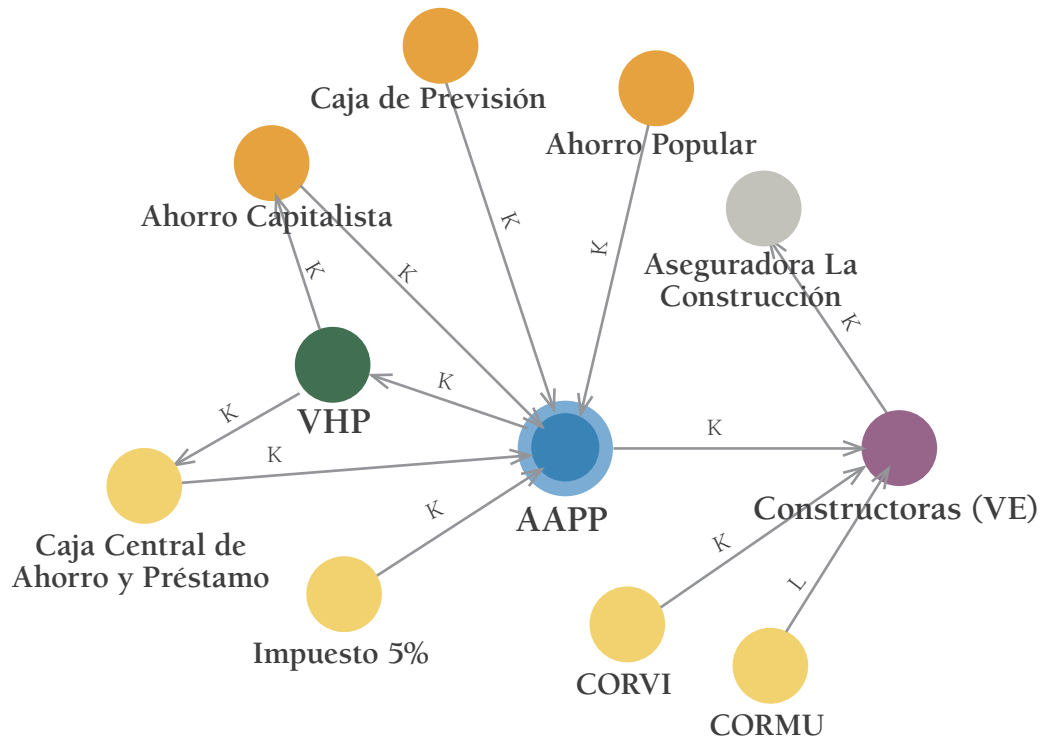 Caja de Previsión
Ahorro Popular
K
Ahorro Capitalista
K
Aseguradora La
Construcción
K
K
K
K
K
VHP
K
K
K
Constructoras (VE)
AAPP
K
K
Caja Central de
Ahorro y Préstamo
L
Impuesto 5%
CORVI
CORMU